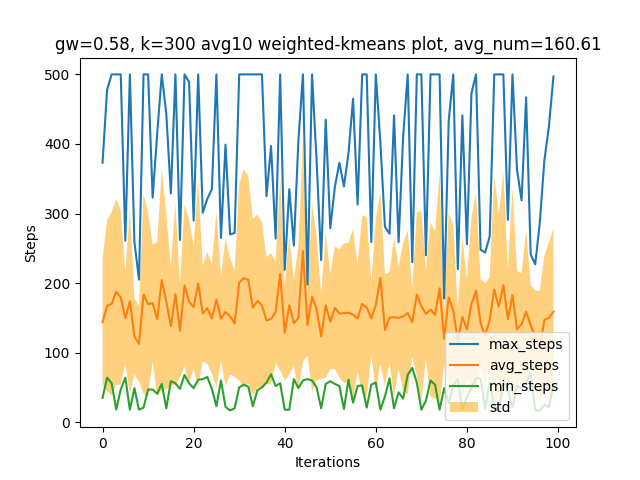 gw=0.58, k=300 avg10 weighted-kmeans plot, avg_num=160.61
500
400
300
200
100
0
Steps
max_steps
avg_steps
min_steps
std
0
20
40
60
80
100
Iterations